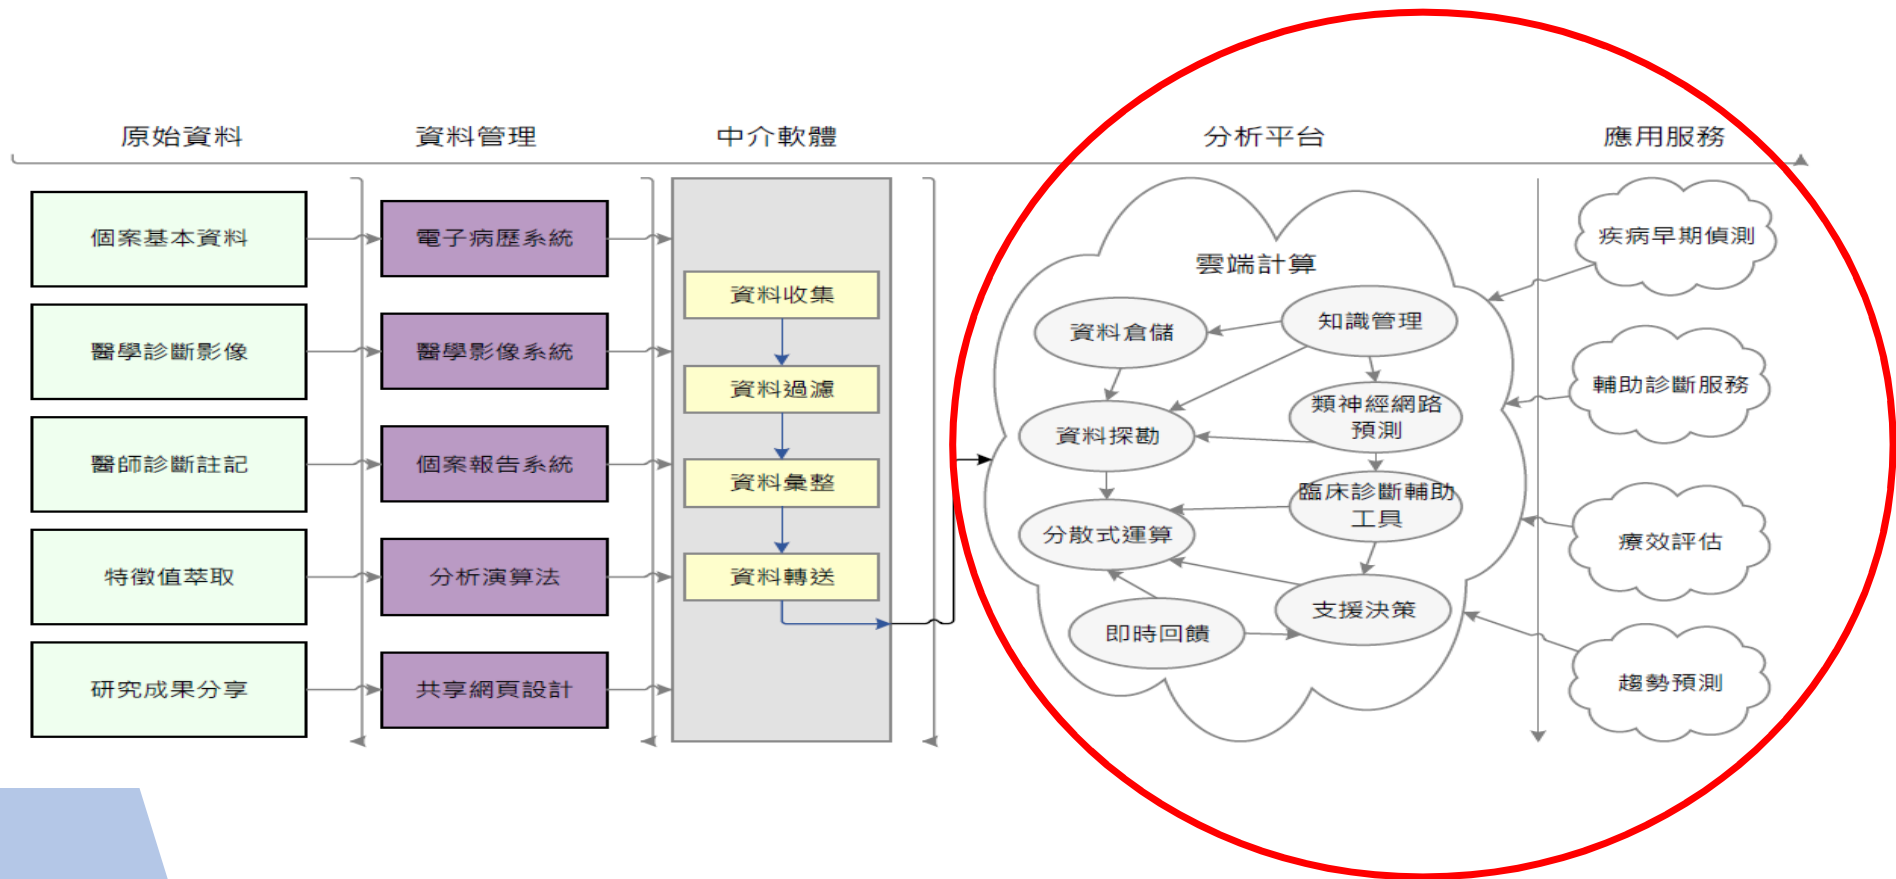 原始資料
資料管理
中介軟體
分析平台
應用服務
個案基本資料
醫學診斷影像
醫師診斷註記
特徵值萃取
研究成果分享
電子病歷系統
醫學影像系統
個案報告系統
分析演算法
共享網頁設計
資料收集
資料過濾
資料彙整
資料轉送
雲端計算
資料倉儲
知識管理
資料探勘
類神經網路
預測
分散式運算
臨床診斷輔助
工具
即時回饋
支援決策
疾病早期偵測
輔助診斷服務
療效評估
趨勢預測